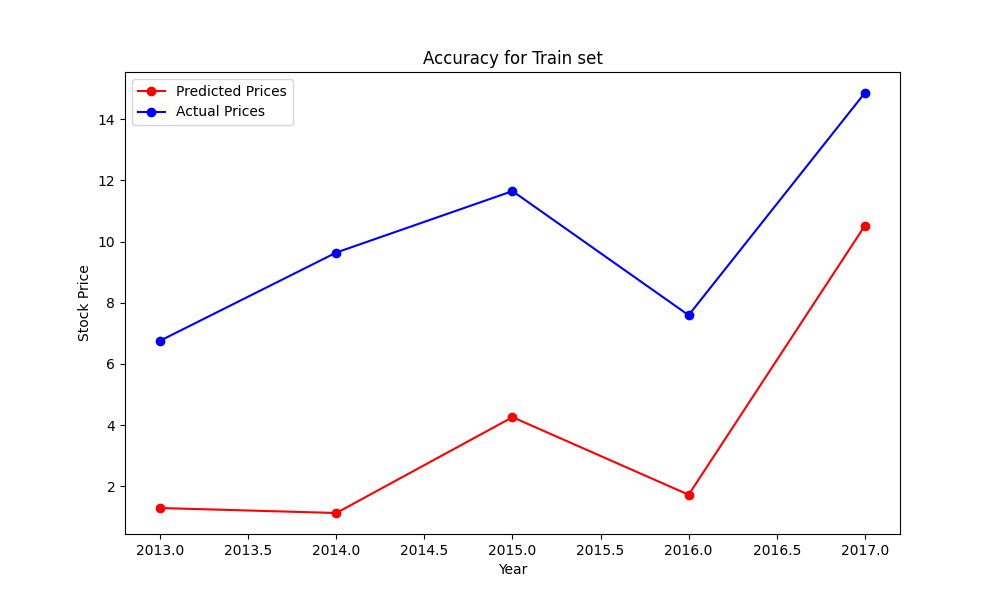 Accuracy for Train set
Predicted Prices
Actual Prices
14
12
10
8
6
4
2
Stock Price
2013.0 2013.5 2014.0 2014.5 2015.0 2015.5 2016.0 2016.5 2017.0
Year